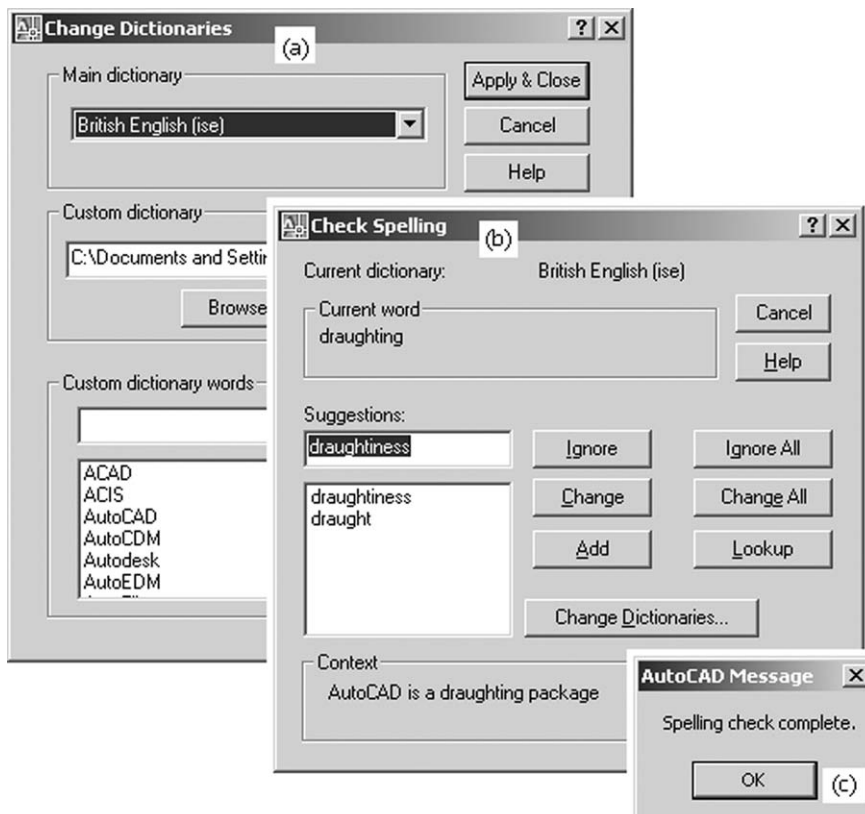 Change Dictionaries
(a)
Main dictionary
British English (ise)
Apply & Close
Cancel
Help
Custom dictionary
C:\Documents and
Browse
Custom dictionary words
ACAD
ACIS
AutoCAD
AutoCDM
Autodesk
AutoEDM
Check Spelling
(b)
Current dictionary: British English (ise)
Current word
draughting
Cancel
Help
Suggestions:
draughtiness
draughtiness
draught
Ignore
Ignore All
Change
Change All
Add
Lookup
Change Dictionaries...
Context
AutoCAD is a draughting package
AutoCAD Message
Spelling check complete.
OK
(c)